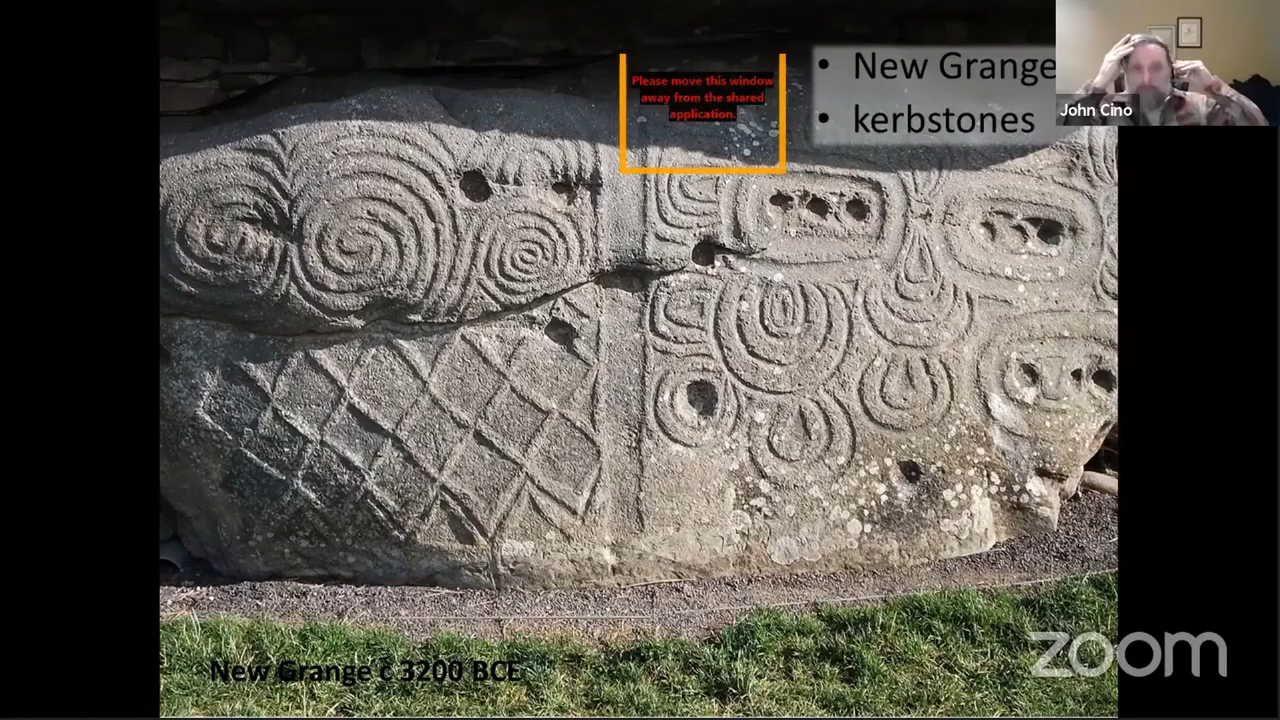 Please move this window
away from the shared
application.
• New Grange
• kerbstones
John Cino
New Grange c 3200 BCE
zoom